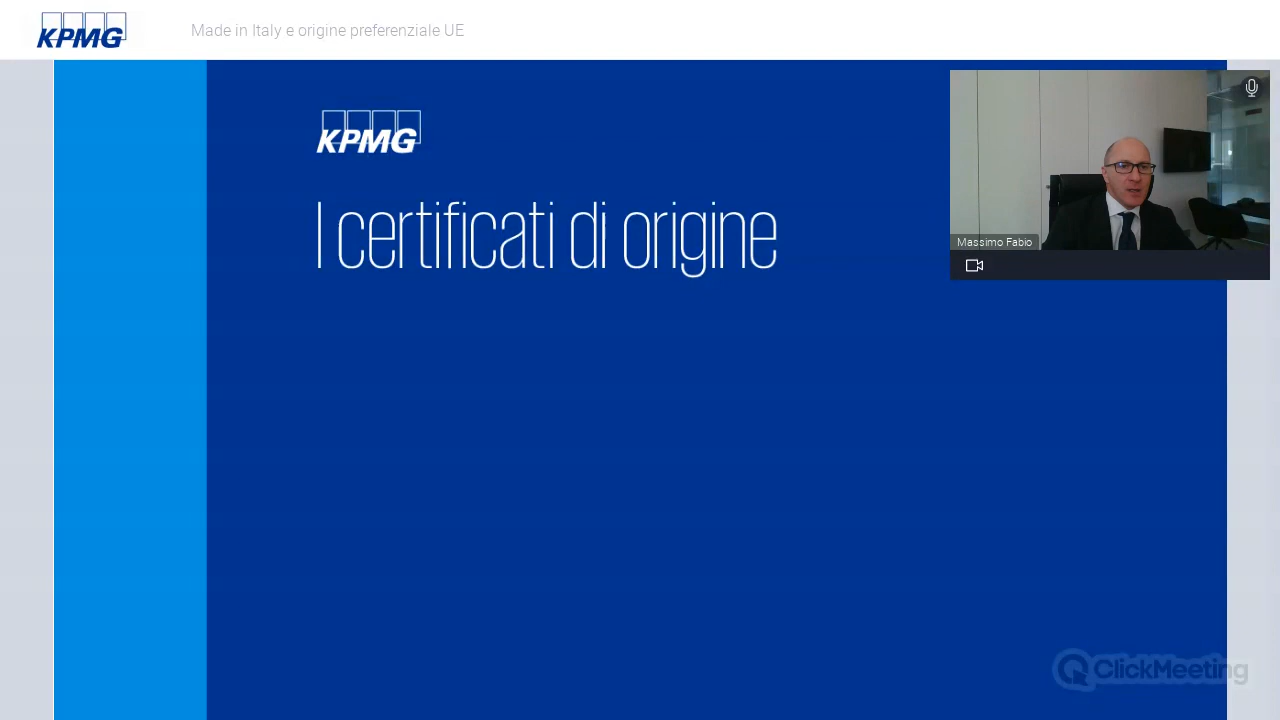 KPMG
Made in Italy e origine preferenziale UE
KPMG
I certificati di origine
Massimo Fabio
ClickMeeting